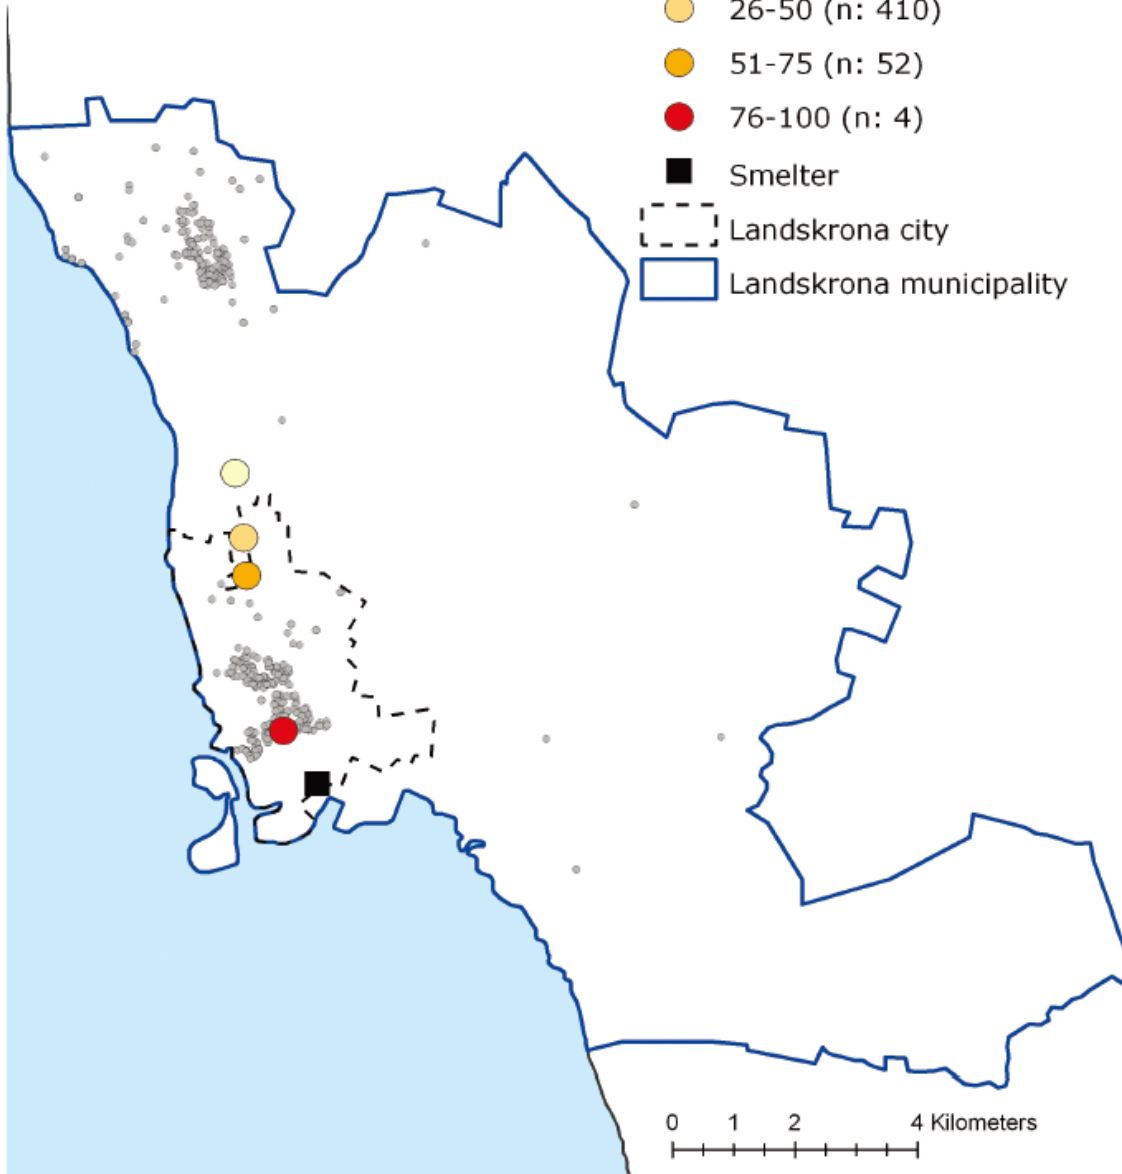 26-50 (n: 410)
51-75 (n: 52)
76-100 (n: 4)
Smelter
Landskrona city
Landskrona municipality
0 1 2 4 Kilometers